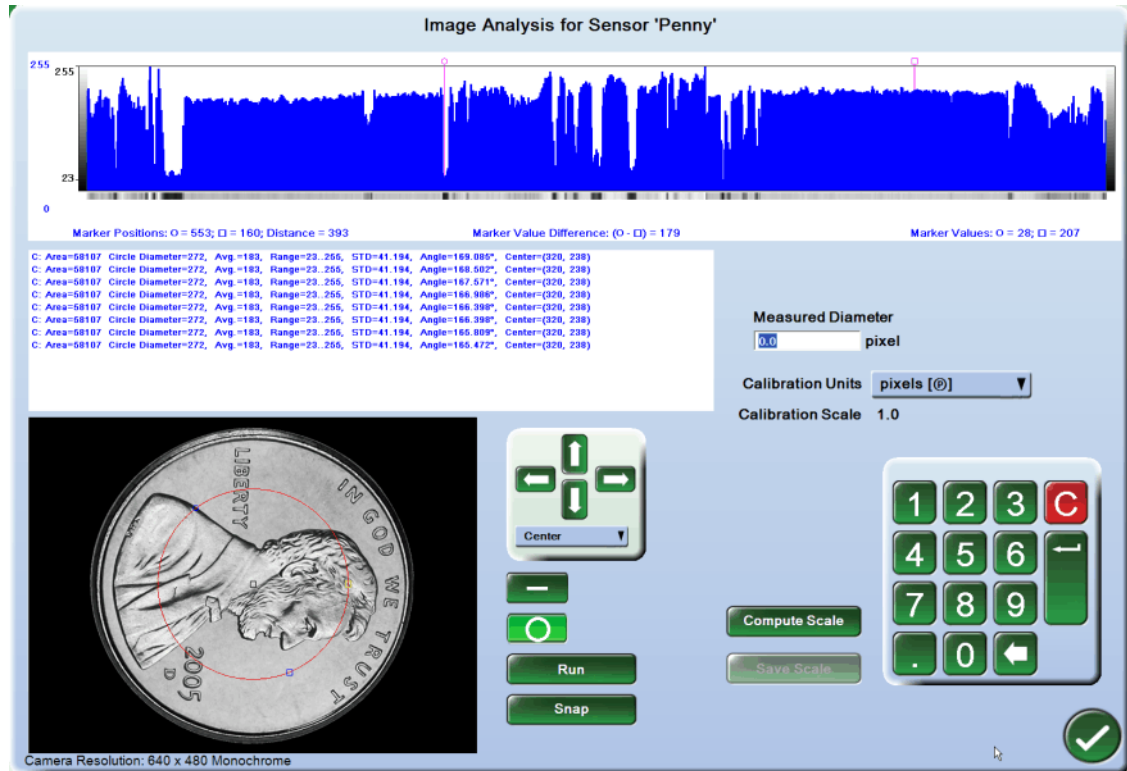 Image Analysis for Sensor 'Penny'
255
255
23
0
Marker Positions: O = 553; □ = 160; Distance = 393
Marker Value Difference: (O - □) = 179
Marker Values: O = 28; □ = 207
C: Area=58107 Circle Diameter=272, Avg.=183, Range=23..255, STD=41.194, Angle=169.085°, Center=(320, 238)
C: Area=58107 Circle Diameter=272, Avg.=183, Range=23..255, STD=41.194, Angle=168.502°, Center=(320, 238)
C: Area=58107 Circle Diameter=272, Avg.=183, Range=23..255, STD=41.194, Angle=167.571°, Center=(320, 238)
C: Area=58107 Circle Diameter=272, Avg.=183, Range=23..255, STD=41.194, Angle=166.986°, Center=(320, 238)
C: Area=58107 Circle Diameter=272, Avg.=183, Range=23..255, STD=41.194, Angle=166.398°, Center=(320, 238)
C: Area=58107 Circle Diameter=272, Avg.=183, Range=23..255, STD=41.194, Angle=166.398°, Center=(320, 238)
C: Area=58107 Circle Diameter=272, Avg.=183, Range=23..255, STD=41.194, Angle=165.809°, Center=(320, 238)
C: Area=58107 Circle Diameter=272, Avg.=183, Range=23..255, STD=41.194, Angle=165.472°, Center=(320, 238)
Measured Diameter
0.0 pixel
Calibration Units pixels [℗]
Calibration Scale 1.0
IN GOD WE TRUST
LIBERTY
2005
D
Center
Run
Snap
Compute Scale
Save Scale
1 2 3 C
4 5 6
7 8 9
. 0
Camera Resolution: 640 x 480 Monochrome